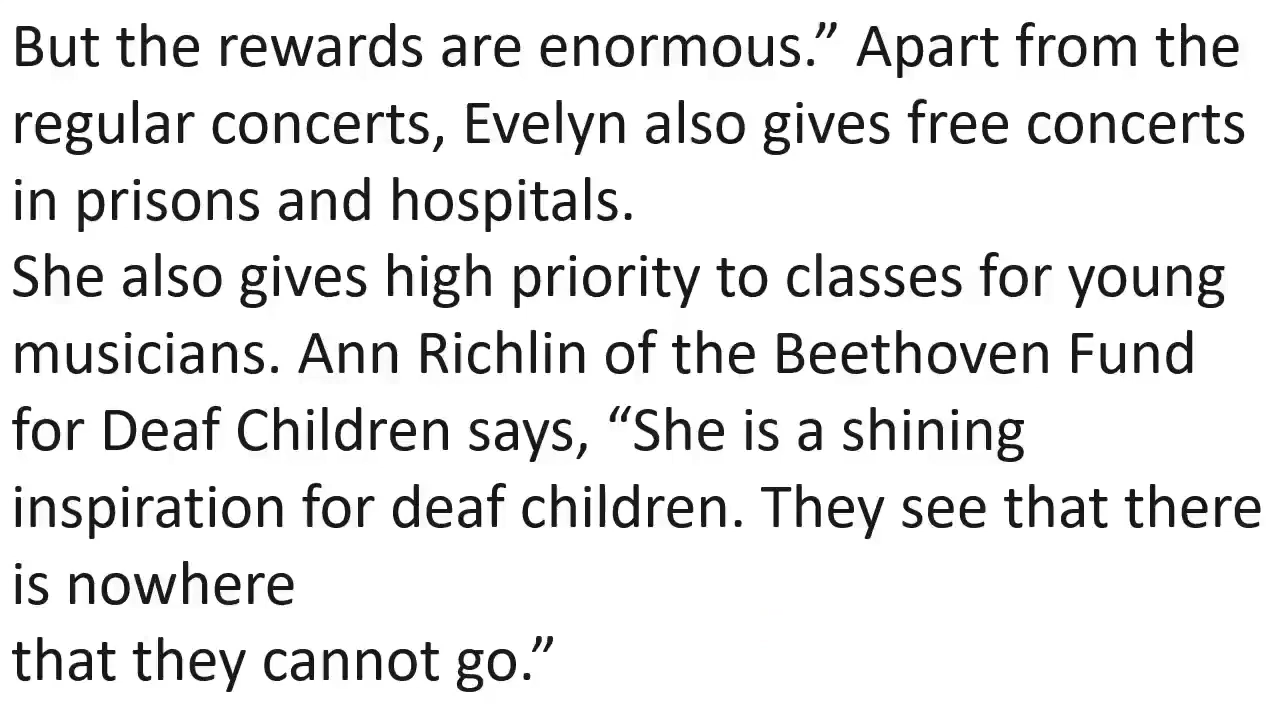 But the rewards are enormous.” Apart from the
regular concerts, Evelyn also gives free concerts
in prisons and hospitals.
She also gives high priority to classes for young
musicians. Ann Richlin of the Beethoven Fund
for Deaf Children says, “She is a shining
inspiration for deaf children. They see that there
is nowhere
that they cannot go.”